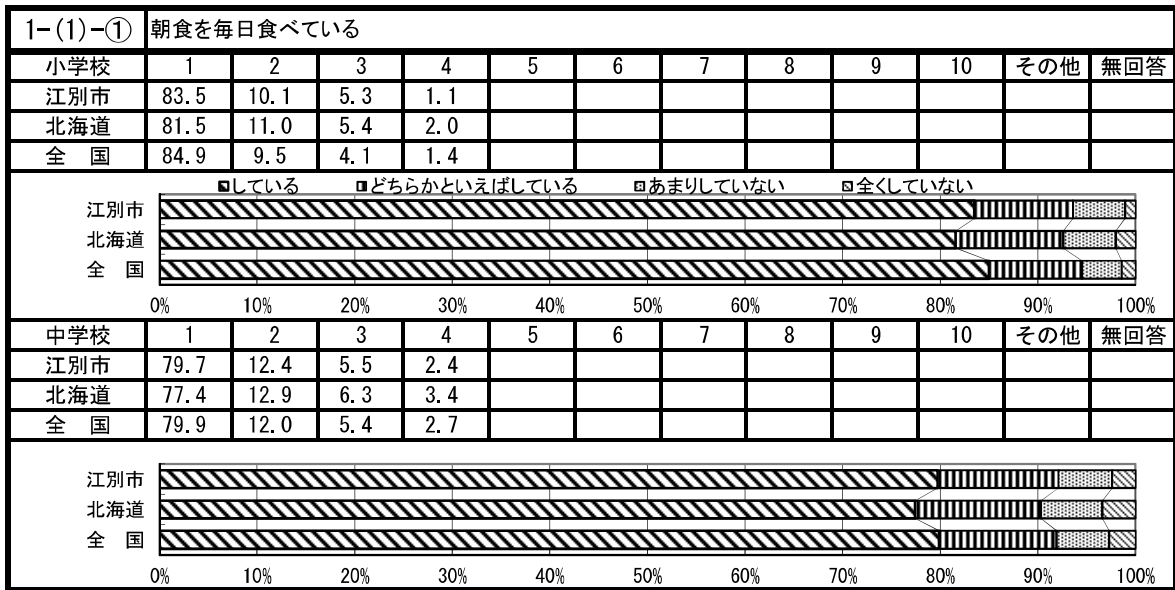 1-(1)-① 朝食を毎日食べている
小学校 1 2 3 4 5 6 7 8 9 10 その他 無回答
江別市 83.5 10.1 5.3 1.1
北海道 81.5 11.0 5.4 2.0
全 国 84.9 9.5 4.1 1.4
している どちらかといえばしている あまりしていない 全くしていない
江別市
北海道
全 国
0% 10% 20% 30% 40% 50% 60% 70% 80% 90% 100%
中学校 1 2 3 4 5 6 7 8 9 10 その他 無回答
江別市 79.7 12.4 5.5 2.4
北海道 77.4 12.9 6.3 3.4
全 国 79.9 12.0 5.4 2.7
江別市
北海道
全 国
0% 10% 20% 30% 40% 50% 60% 70% 80% 90% 100%